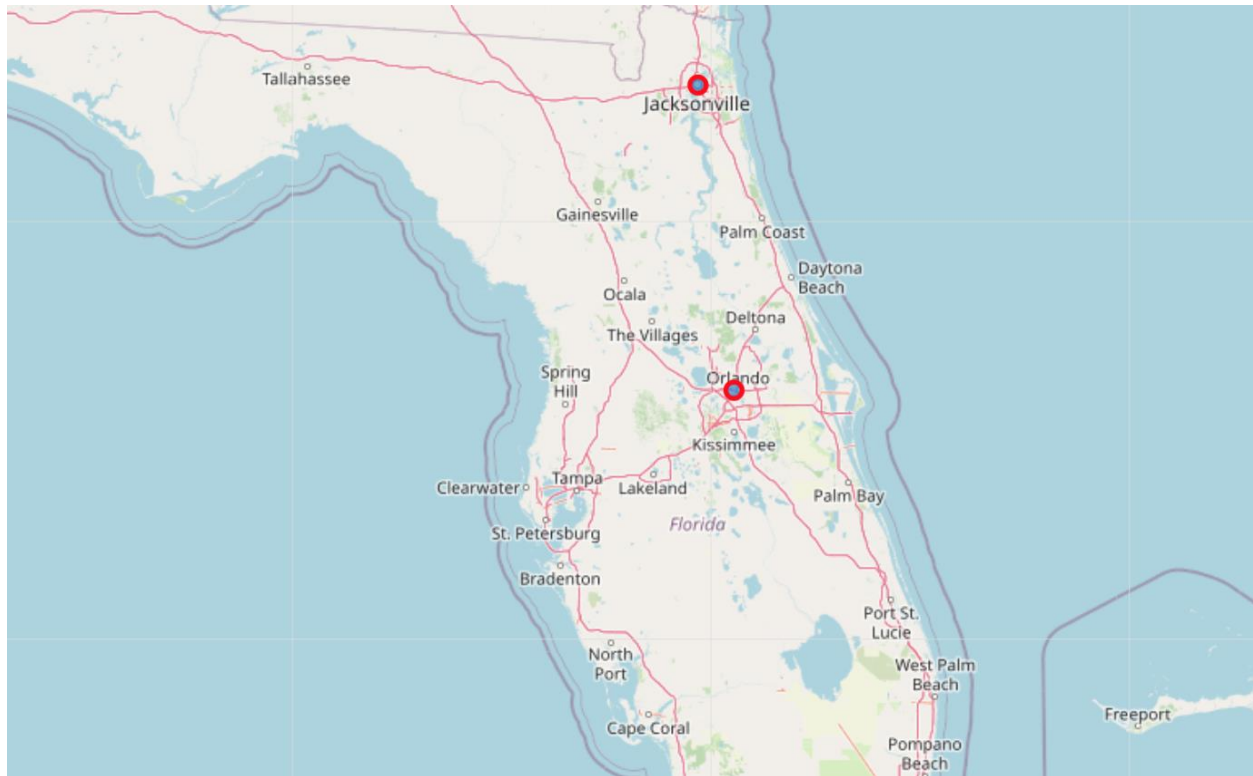 Tallahassee
Jacksonville
Gainesville
Palm Coast
Daytona
Beach
Ocala
Deltona
The Villages
Spring
Hill
Orlando
Kissimmee
Tampa
Clearwater
Lakeland
Palm Bay
St. Petersburg
Florida
Bradenton
Port St.
Lucie
North
Port
West Palm
Beach
Freeport
Cape Coral
Pompano
Beach